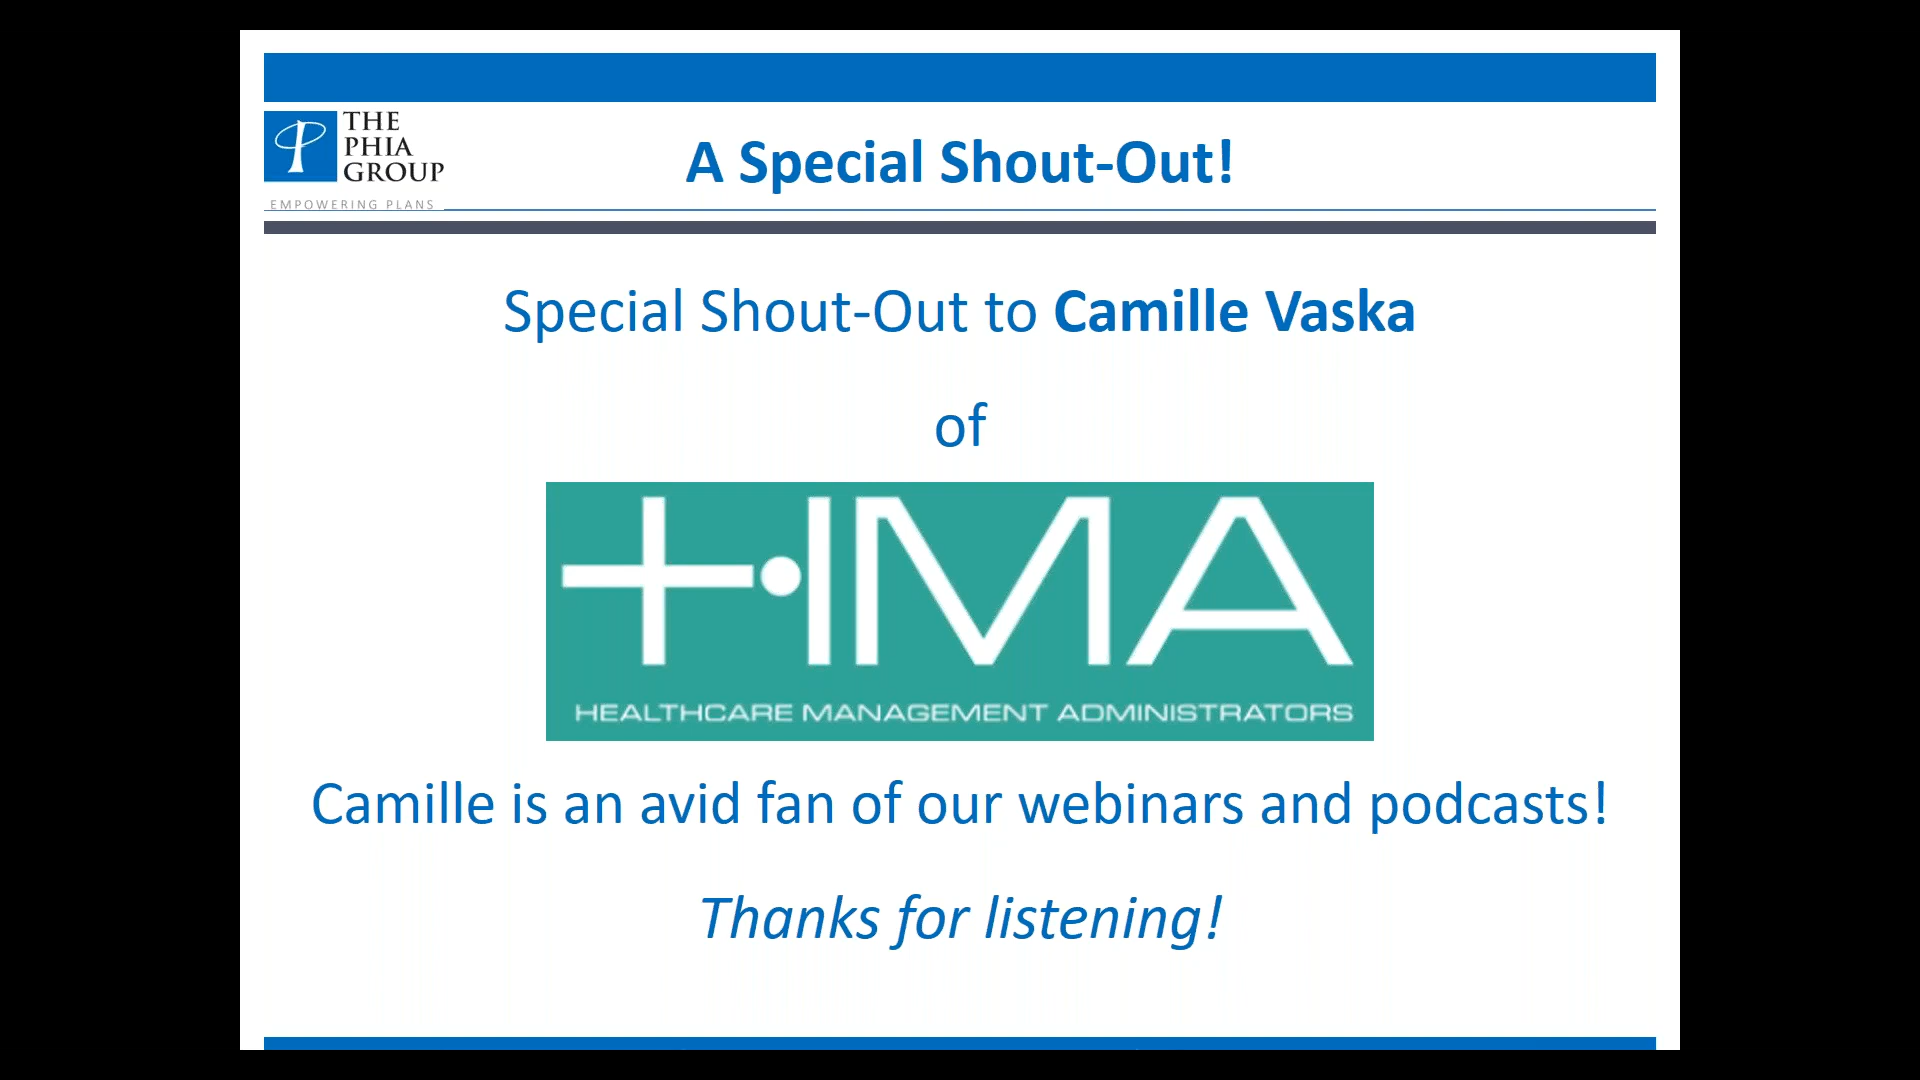 THE
PHIA
GROUP
EMPOWERING PLANS
A Special Shout-Out!
Special Shout-Out to Camille Vaska
of
HMA
HEALTHCARE MANAGEMENT ADMINISTRATORS
Camille is an avid fan of our webinars and podcasts!
Thanks for listening!